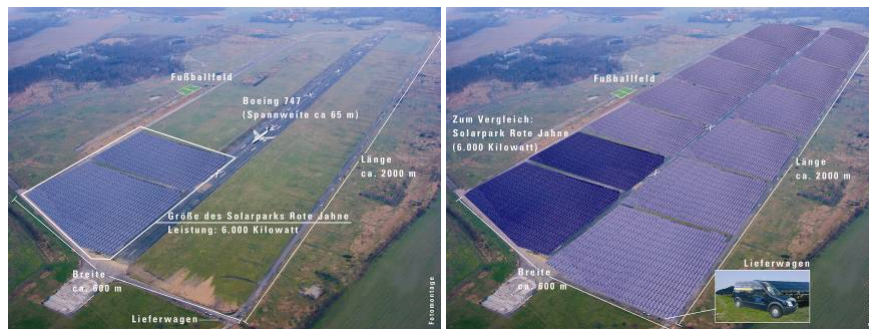 Fußballfeld
Boeing 747
(Spannweite ca 65 m)
Länge
ca. 2000 m
Größe des Solarparks Rote Jahne
Leistung: 6.000 Kilowatt
Breite
ca. 600 m
Lieferwagen
Fotomontage
Fußballfeld
Zum Vergleich:
Solarpark Rote Jahne
(6.000 Kilowatt)
Länge
ca. 2000 m
Breite
ca. 600 m
Lieferwagen